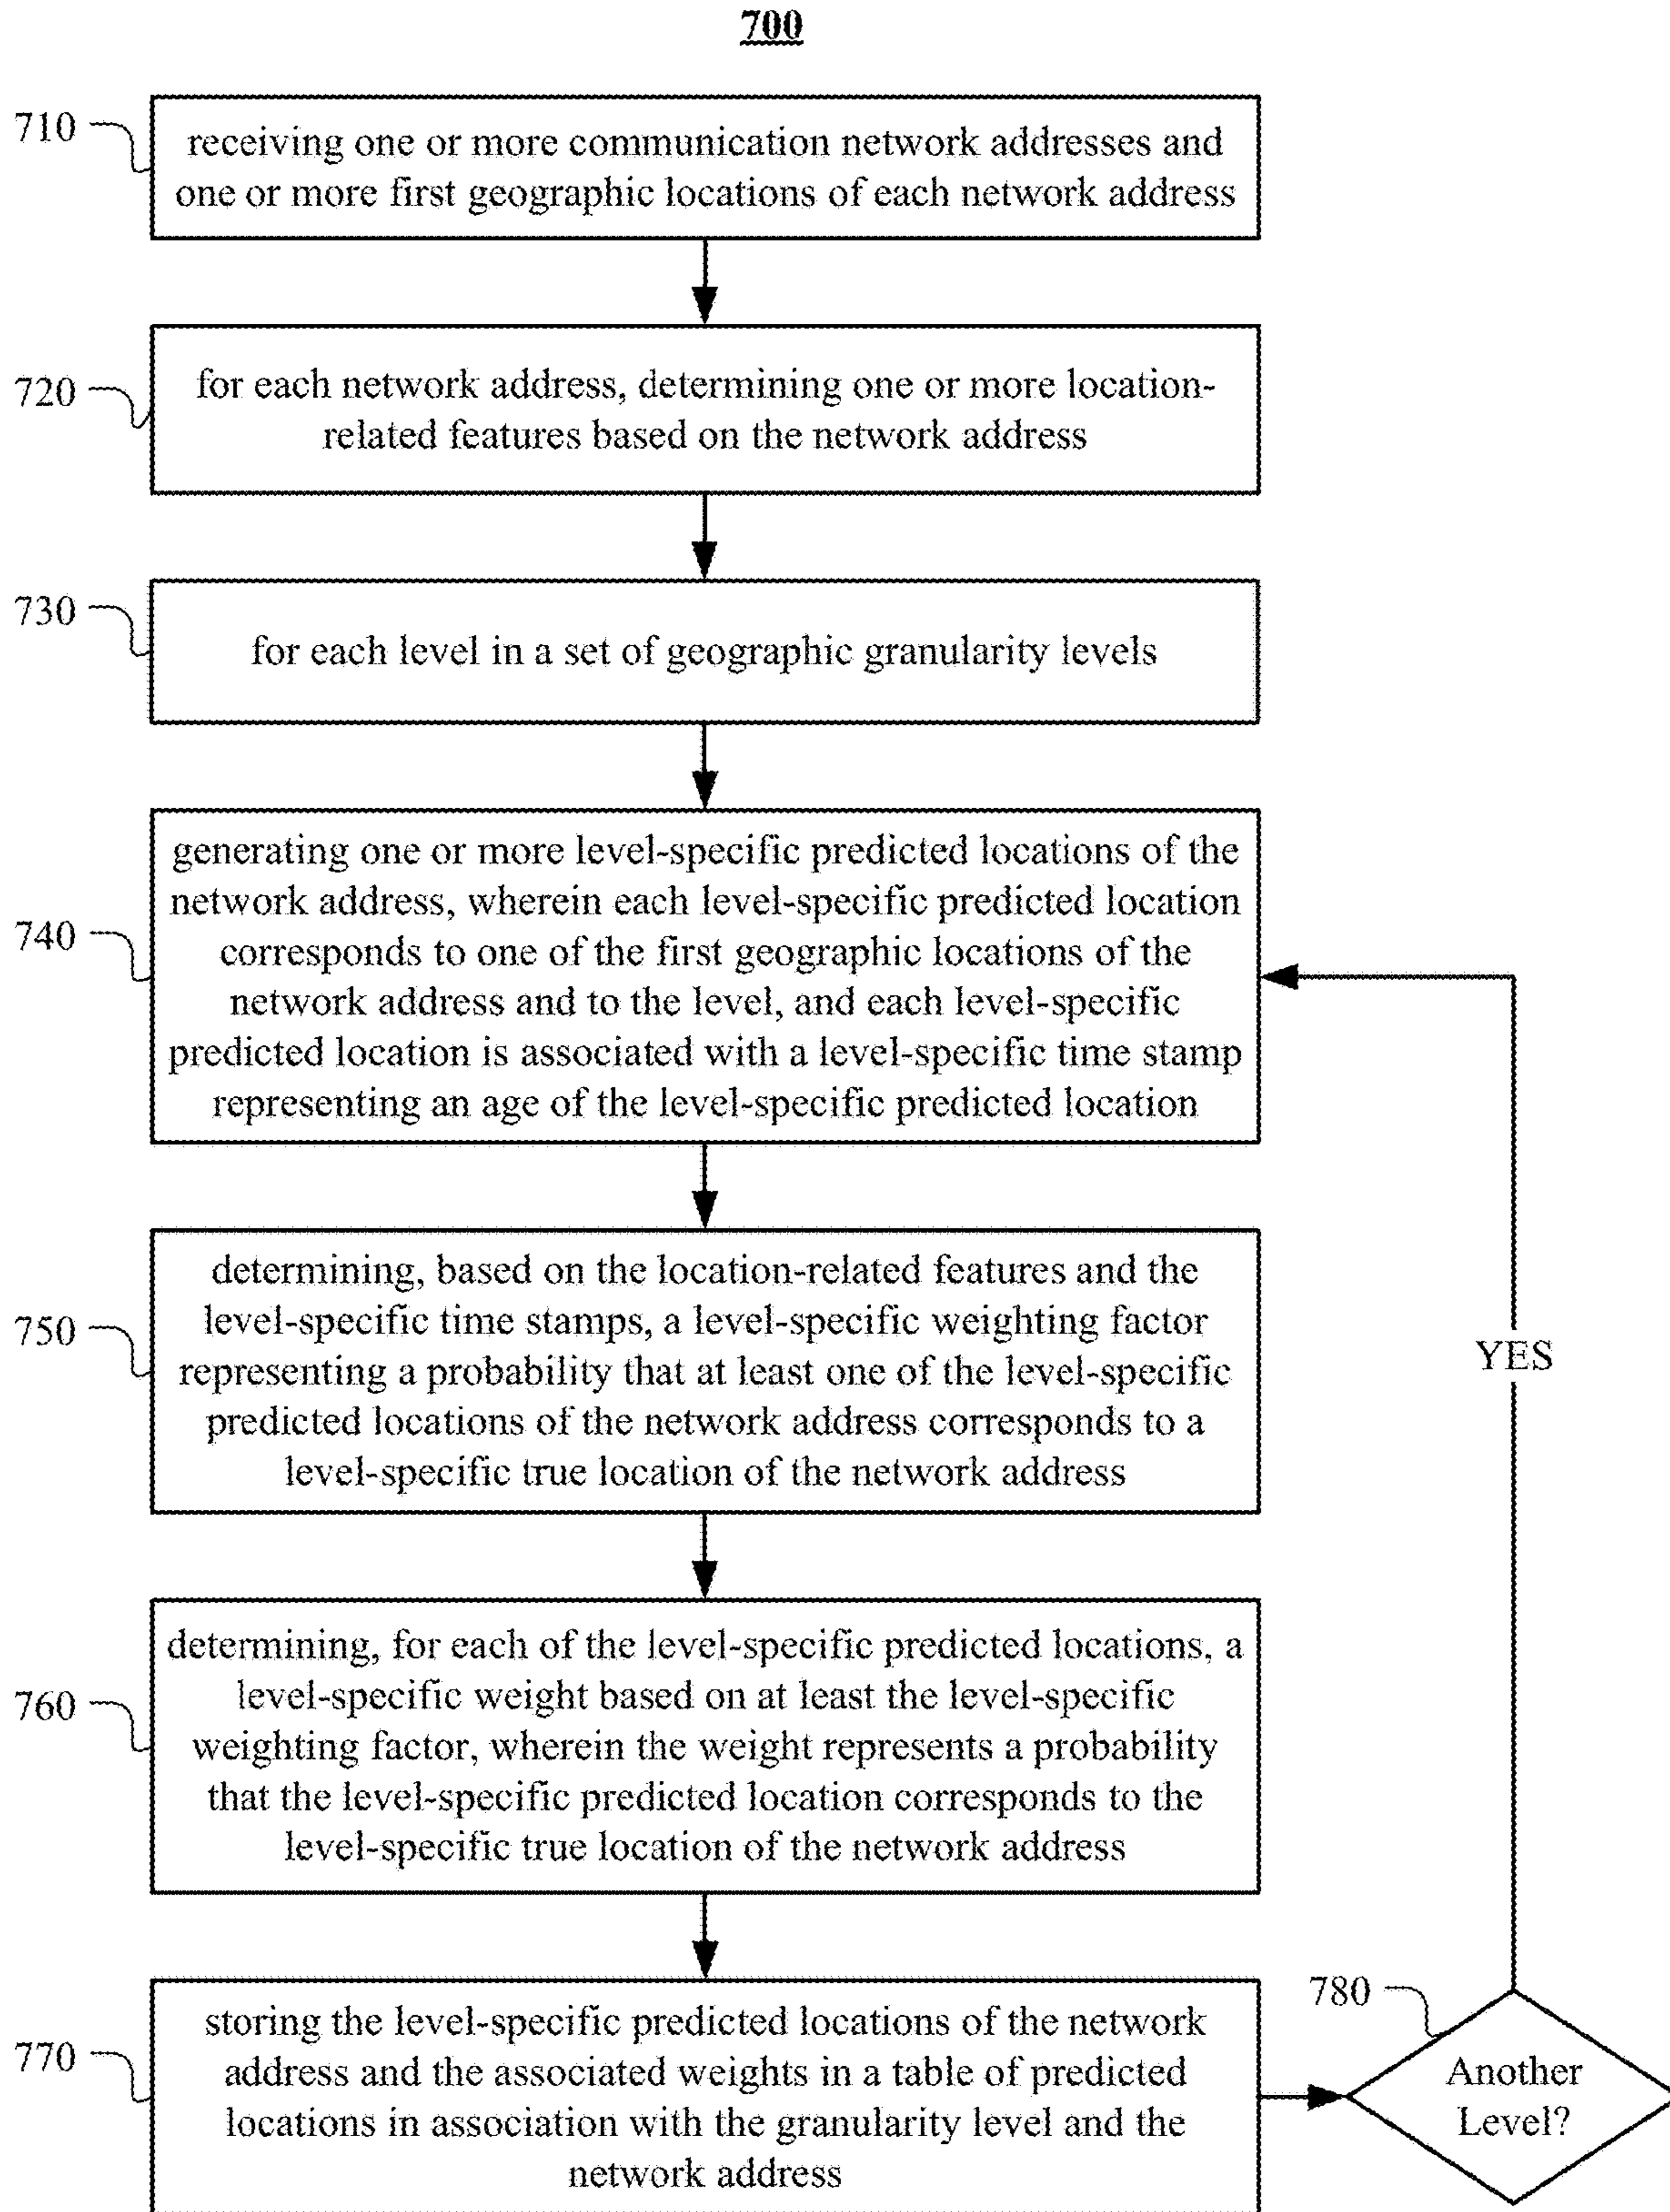 700
710
receiving one or more communication network addresses and
one or more first geographic locations of each network address
720
for each network address, determining one or more location-
related features based on the network address
730
for each level in a set of geographic granularity levels
740
generating one or more level-specific predicted locations of the
network address, wherein each level-specific predicted location
corresponds to one of the first geographic locations of the
network address and to the level, and each level-specific
predicted location is associated with a level-specific time stamp
representing an age of the level-specific predicted location
750
determining, based on the location-related features and the
level-specific time stamps, a level-specific weighting factor
representing a probability that at least one of the level-specific
predicted locations of the network address corresponds to a
level-specific true location of the network address
YES
760
determining, for each of the level-specific predicted locations, a
level-specific weight based on at least the level-specific
weighting factor, wherein the weight represents a probability
that the level-specific predicted location corresponds to the
level-specific true location of the network address
770
storing the level-specific predicted locations of the network
address and the associated weights in a table of predicted
locations in association with the granularity level and the
network address
780
Another
Level?